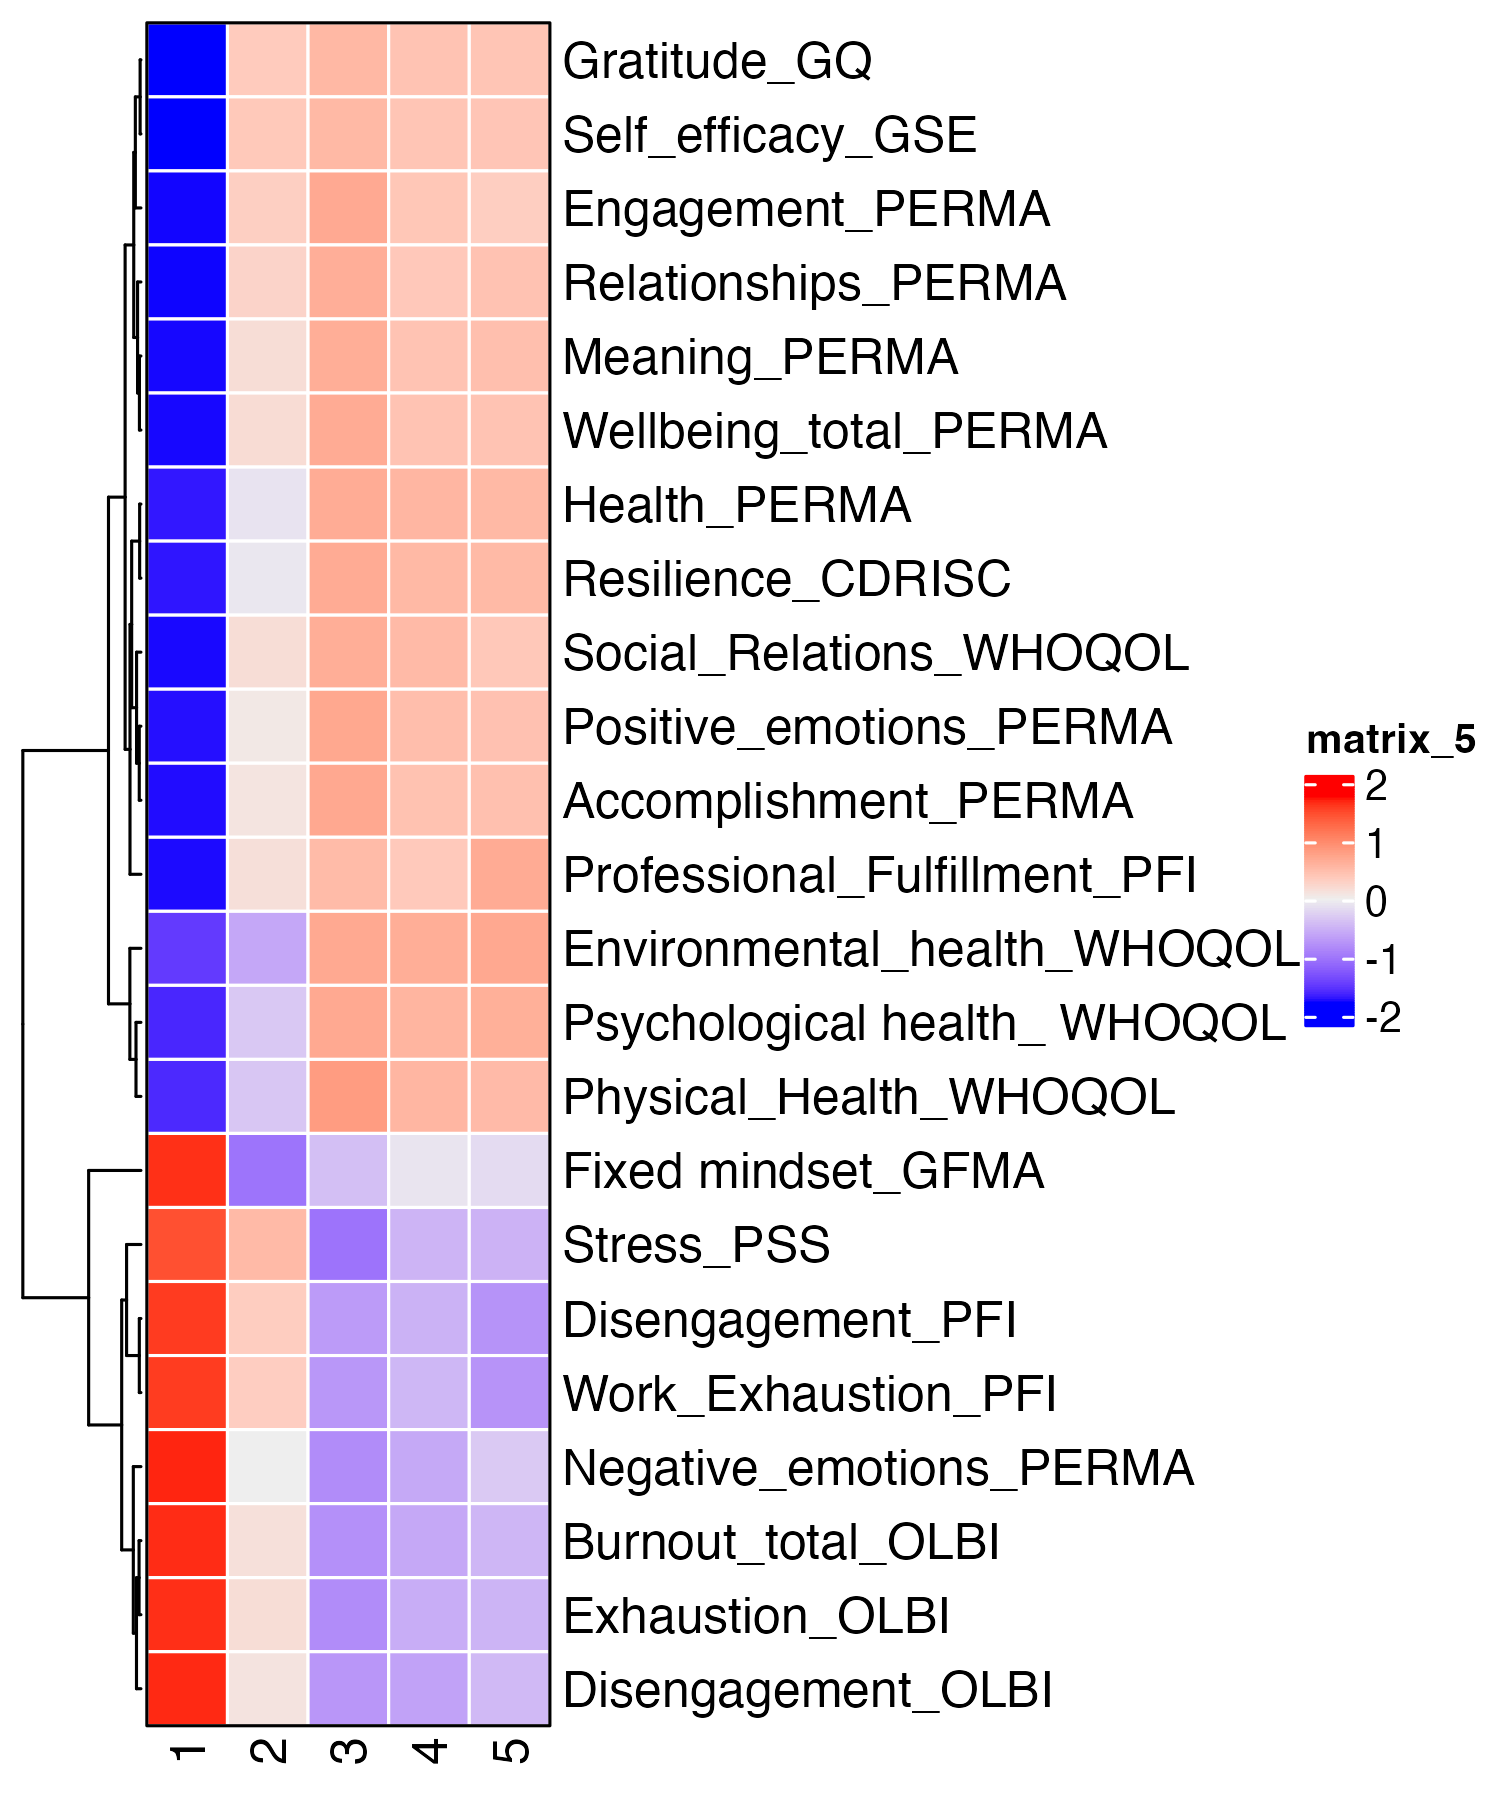 Gratitude_GQ
Self_efficacy_GSE
Engagement_PERMA
Relationships_PERMA
Meaning_PERMA
Wellbeing_total_PERMA
Health_PERMA
Resilience_CDRISC
Social_Relations_WHOQOL
Positive_emotions_PERMA
Accomplishment_PERMA
Professional_Fulfillment_PFI
Environmental_health_WHOQOL
Psychological health_ WHOQOL
Physical_Health_WHOQOL
Fixed mindset_GFMA
Stress_PSS
Disengagement_PFI
Work_Exhaustion_PFI
Negative_emotions_PERMA
Burnout_total_OLBI
Exhaustion_OLBI
Disengagement_OLBI
1 2 3 4 5
matrix_5
2
1
0
-1
-2